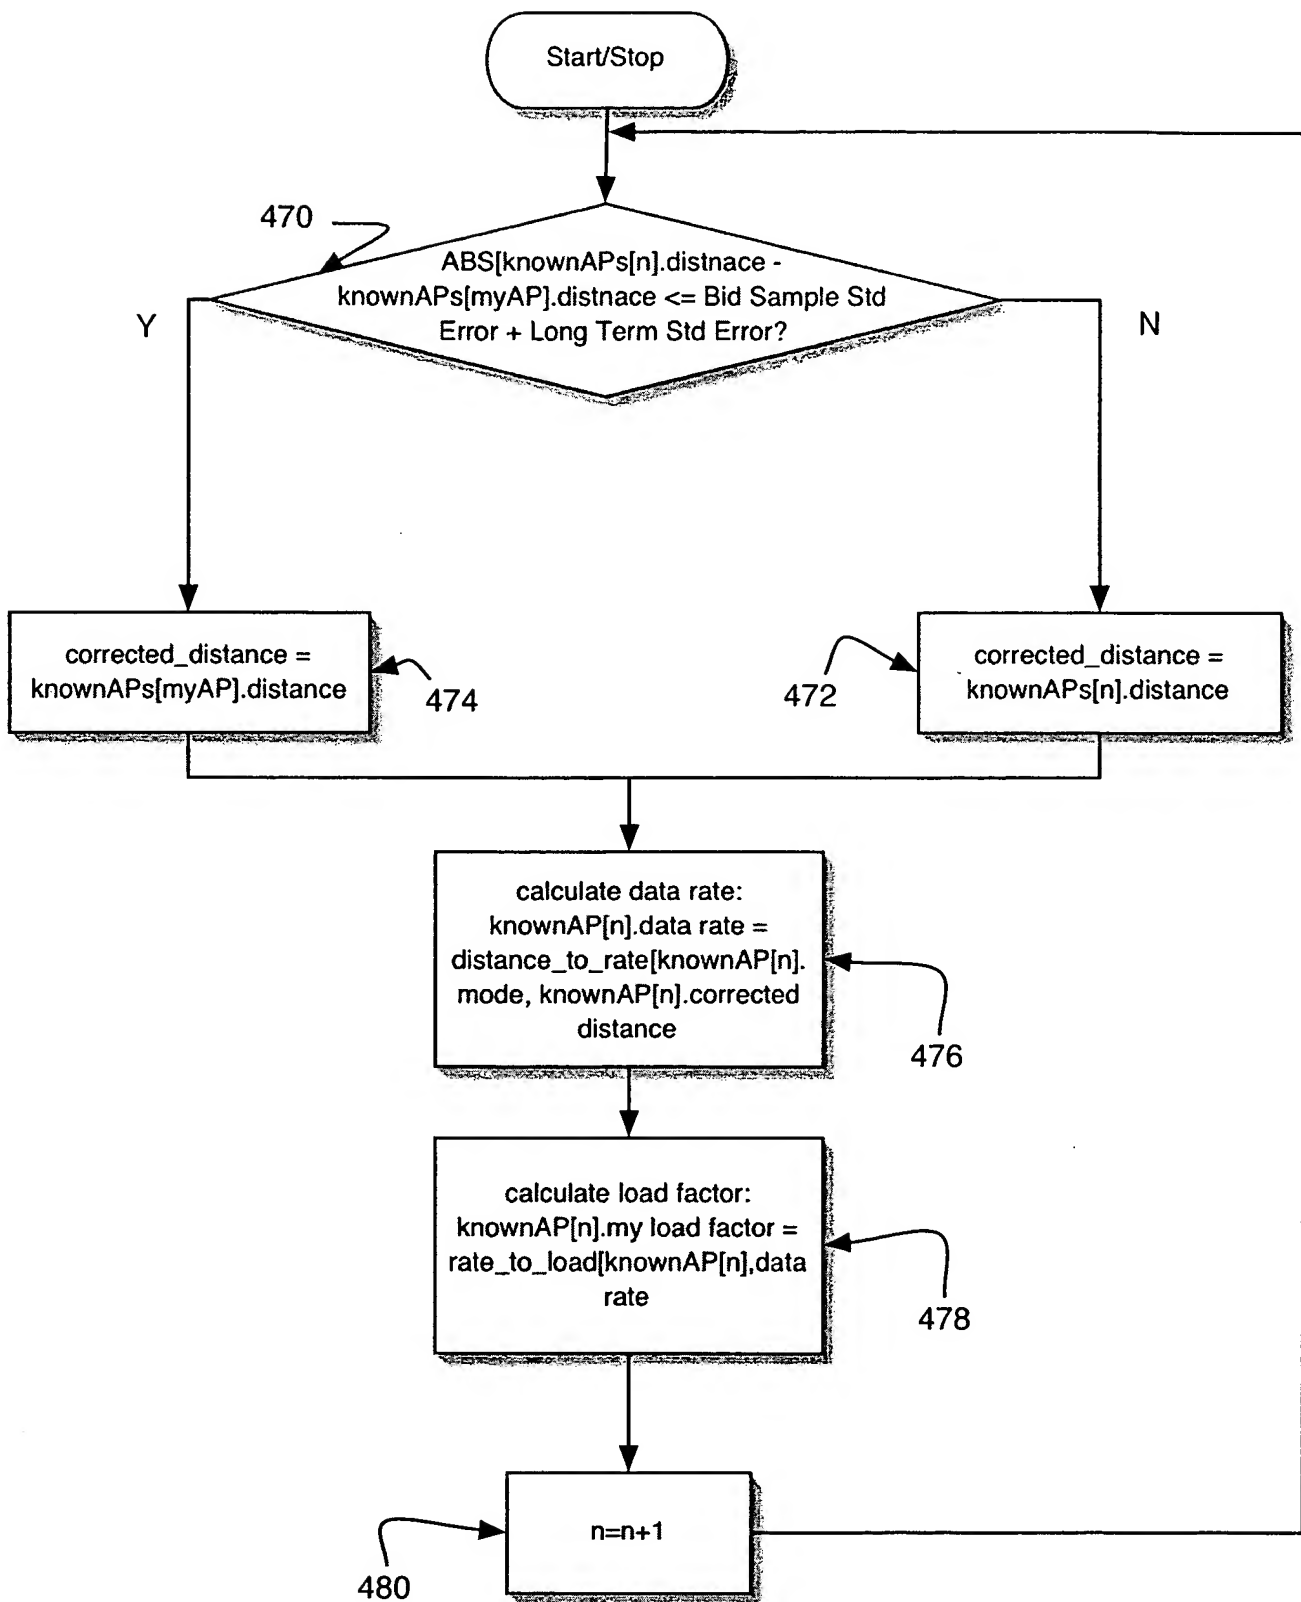 Start/Stop
470
ABS[knownAPs[n].distnace -
knownAPs[myAP].distnace <= Bid Sample Std
Error + Long Term Std Error?
Y
N
corrected_distance =
knownAPs[myAP].distance
474
472
corrected_distance =
knownAPs[n].distance
calculate data rate:
knownAP[n].data rate =
distance_to_rate[knownAP[n].
mode, knownAP[n].corrected
distance
476
calculate load factor:
knownAP[n].my load factor =
rate_to_load[knownAP[n],data
rate
478
n=n+1
480